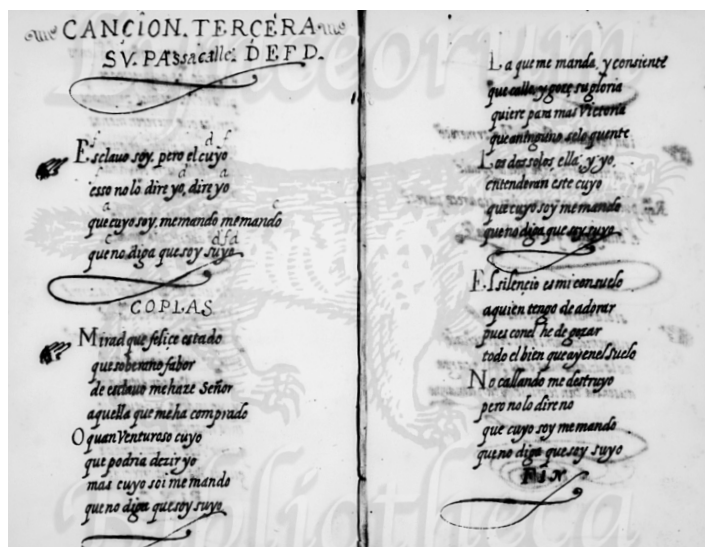 CANCION. TERCERA
SV. PASSAcalle. D E F D.
f d f
Esclavo soy, pero el cuyo
d a
esso no lo dire yo, dire yo
a c
que cuyo soy, me mando me mando
c d f d
que no diga que soy suyo
COPLAS
Mirad que felice estado
que soberano fabor
de esclavo me haze Señor
aquella que me ha comprado
O quan Venturoso cuyo
que podria dezir yo
mas cuyo soi me mando
que no diga que soy suyo
La que me manda, y consiente
que calle, y goze su gloria
quiere para mas Victoria
que a ninguno se lo quente
Los dos solos, ella y yo
entenderan este cuyo
que cuyo soy me mando
que no diga que soy suyo
El silencio es mi consuelo
a quien tengo de adorar
pues con el he de gozar
todo el bien que ay en el Suelo
No callando me destruyo
pero no lo dire no
que cuyo soy me mando
que no diga que soy suyo
FIN
Lynceorum
Bibliotheca